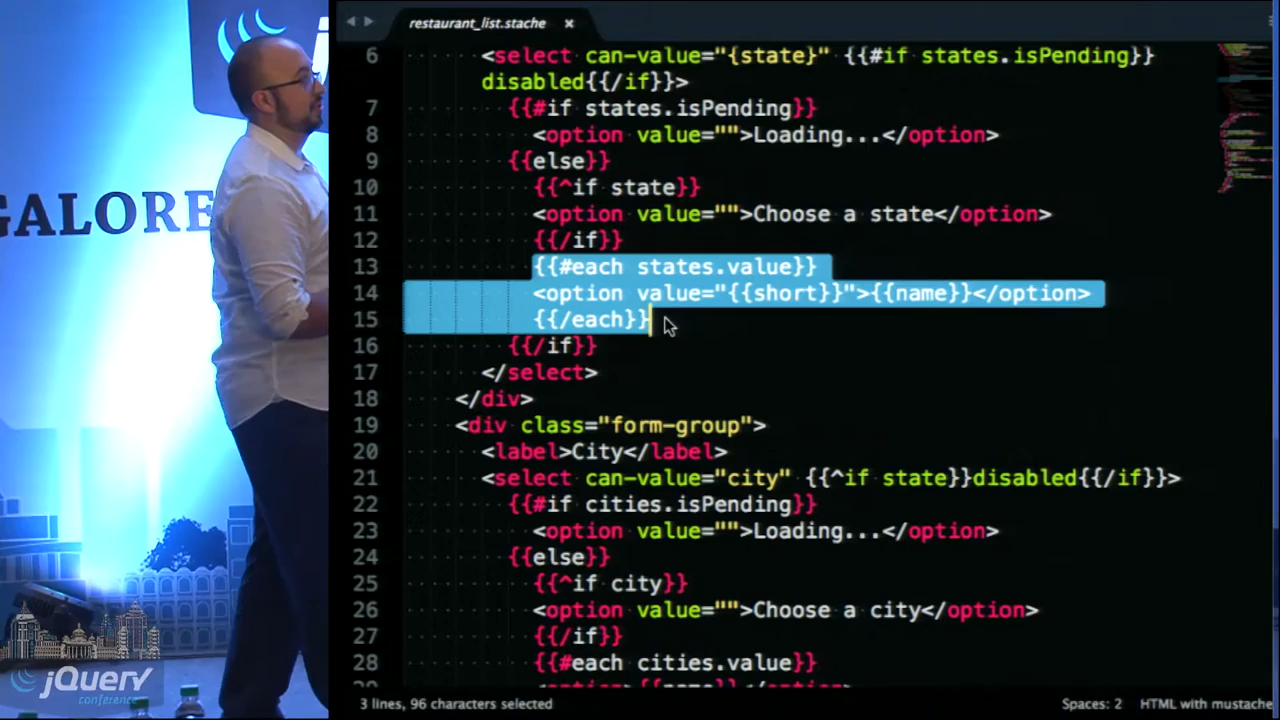 GALORE
jQuery
conference
restaurant_list.stache ×
6 <select can-value="{state}" {{#if states.isPending}}
disabled{{/if}}>
7 {{#if states.isPending}}
8 <option value="">Loading...</option>
9 {{else}}
10 {{^if state}}
11 <option value="">Choose a state</option>
12 {{/if}}
13 {{#each states.value}}
14 <option value="{{short}}">{{name}}</option>
15 {{/each}}
16 {{/if}}
17 </select>
18 </div>
19 <div class="form-group">
20 <label>City</label>
21 <select can-value="city" {{^if state}}disabled{{/if}}>
22 {{#if cities.isPending}}
23 <option value="">Loading...</option>
24 {{else}}
25 {{^if city}}
26 <option value="">Choose a city</option>
27 {{/if}}
28 {{#each cities.value}}
3 lines, 96 characters selected
Spaces: 2
HTML with mustache